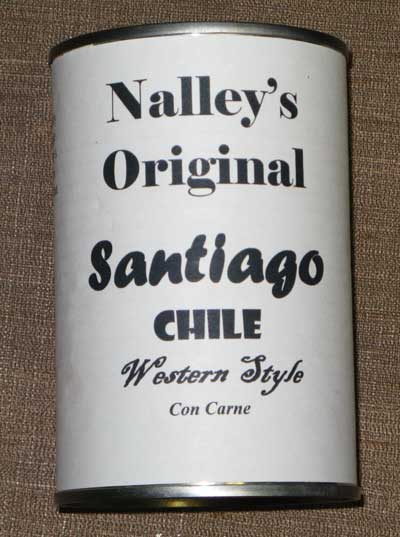 Nalley's
Original
Santiago
CHILE
Western Style
Con Carne